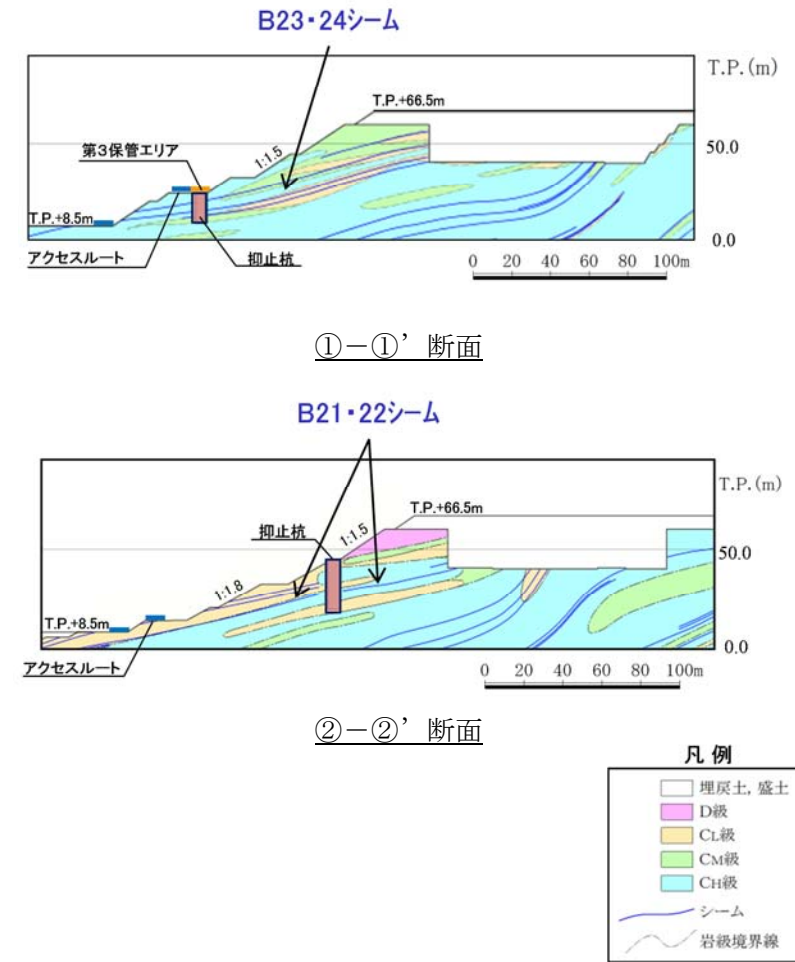 B23・24シーム
T.P.(m)
T.P.+66.5m
1:1.5
50.0
第3保管エリア
T.P.+8.5m
0.0
アクセスルート
抑止杭
0 20 40 60 80 100m
①－①’断面
B21・22シーム
T.P.(m)
T.P.+66.5m
抑止杭
1:1.5
50.0
1:1.8
T.P.+8.5m
0.0
アクセスルート
0 20 40 60 80 100m
②－②’断面
凡 例
埋戻土, 盛土
D級
CL級
CM級
CH級
シーム
岩級境界線